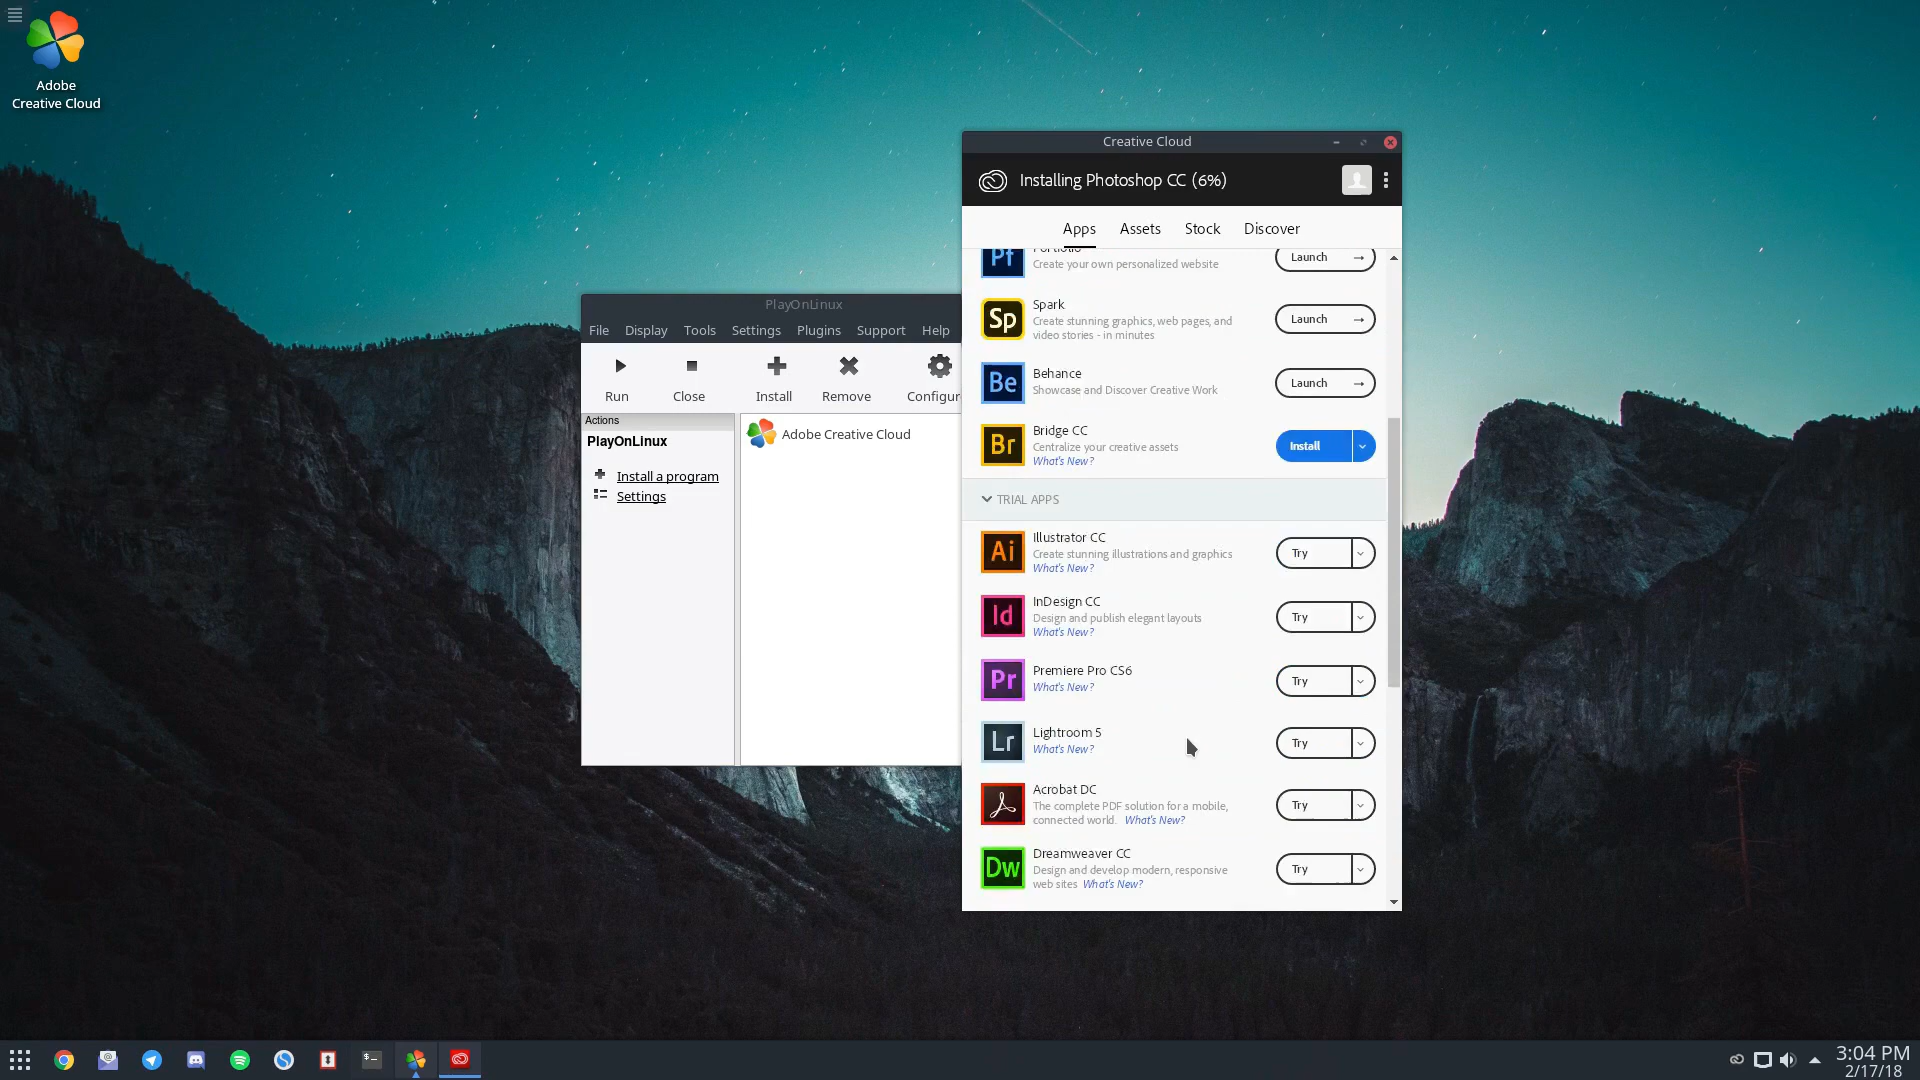 Adobe
Creative Cloud
Creative Cloud
Installing Photoshop CC (6%)
Apps Assets Stock Discover
Portfolio
Pf
Create your own personalized website
Launch
Sp
Spark
Create stunning graphics, web pages, and
video stories - in minutes
Launch
Be
Behance
Showcase and Discover Creative Work
Launch
Br
Bridge CC
Centralize your creative assets
What's New?
Install
TRIAL APPS
Ai
Illustrator CC
Create stunning illustrations and graphics
What's New?
Try
Id
InDesign CC
Design and publish elegant layouts
What's New?
Try
Pr
Premiere Pro CS6
What's New?
Try
Lr
Lightroom 5
What's New?
Try
Acrobat DC
The complete PDF solution for a mobile,
connected world. What's New?
Try
Dw
Dreamweaver CC
Design and develop modern, responsive
web sites What's New?
Try
PlayOnLinux
File Display Tools Settings Plugins Support Help
Run Close Install Remove Configur
Actions
PlayOnLinux
Install a program
Settings
Adobe Creative Cloud
3:04 PM
2/17/18